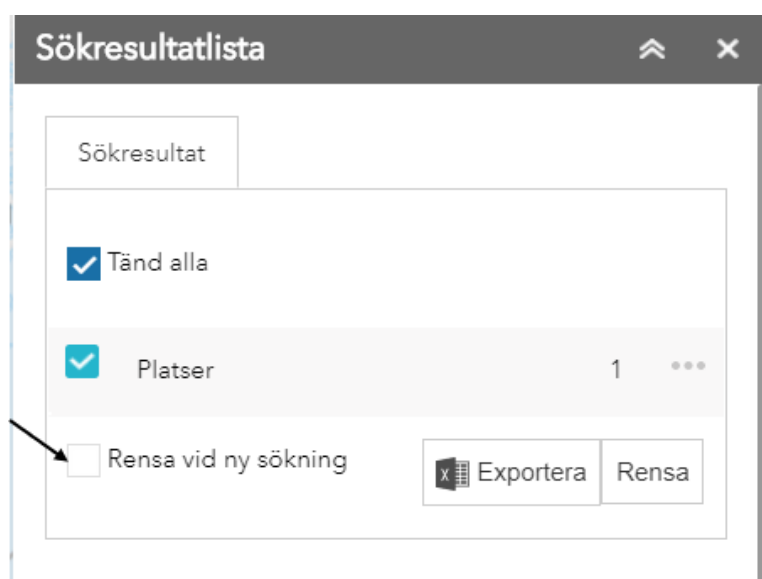 Sökresultatlista
Sökresultat
Tänd alla
Platser 1
Rensa vid ny sökning Exportera Rensa